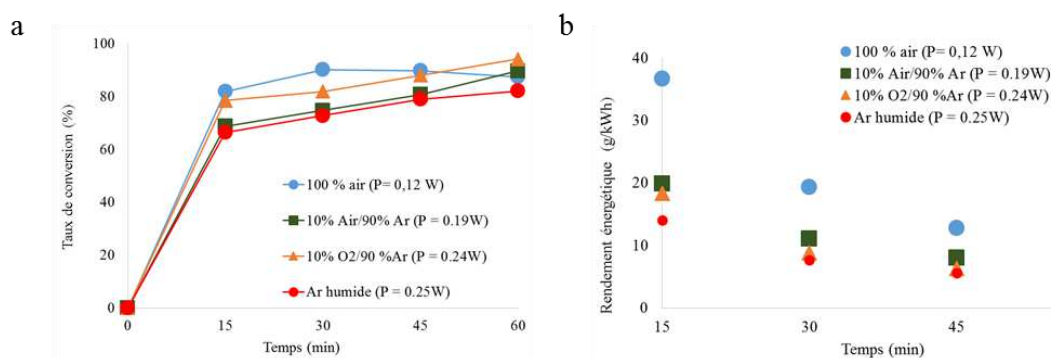 a
100
80
60
40
20
0
Taux de conversion (%)
0 15 30 45 60
Temps (min)
100 % air (P= 0,12 W)
10% Air/90% Ar (P = 0.19W)
10% O2/90 %Ar (P = 0.24W)
Ar humide (P = 0.25W)
b
40
30
20
10
0
Rendement énergétique (g/kWh)
15 30 45
Temps (min)
100 % air (P= 0,12 W)
10% Air/90% Ar (P = 0.19W)
10% O2/90 %Ar (P = 0.24W)
Ar humide (P = 0.25W)